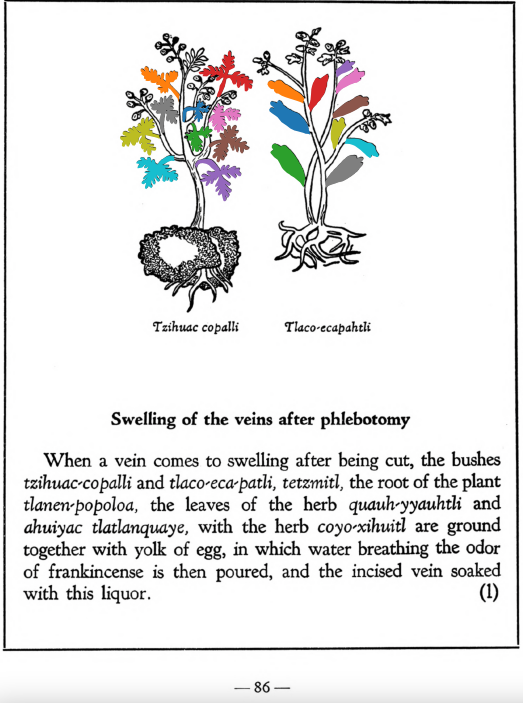 Tzihuac copalli Tlaco-ecapahtli
Swelling of the veins after phlebotomy
When a vein comes to swelling after being cut, the bushes
tzihuac-copalli and tlaco-eca-patli, tetzmitl, the root of the plant
tlanen-popoloa, the leaves of the herb quauh-yyauhtli and
ahuiyac tlatlanquaye, with the herb coyo-xihuitl are ground
together with yolk of egg, in which water breathing the odor
of frankincense is then poured, and the incised vein soaked
with this liquor. (1)
— 86 —